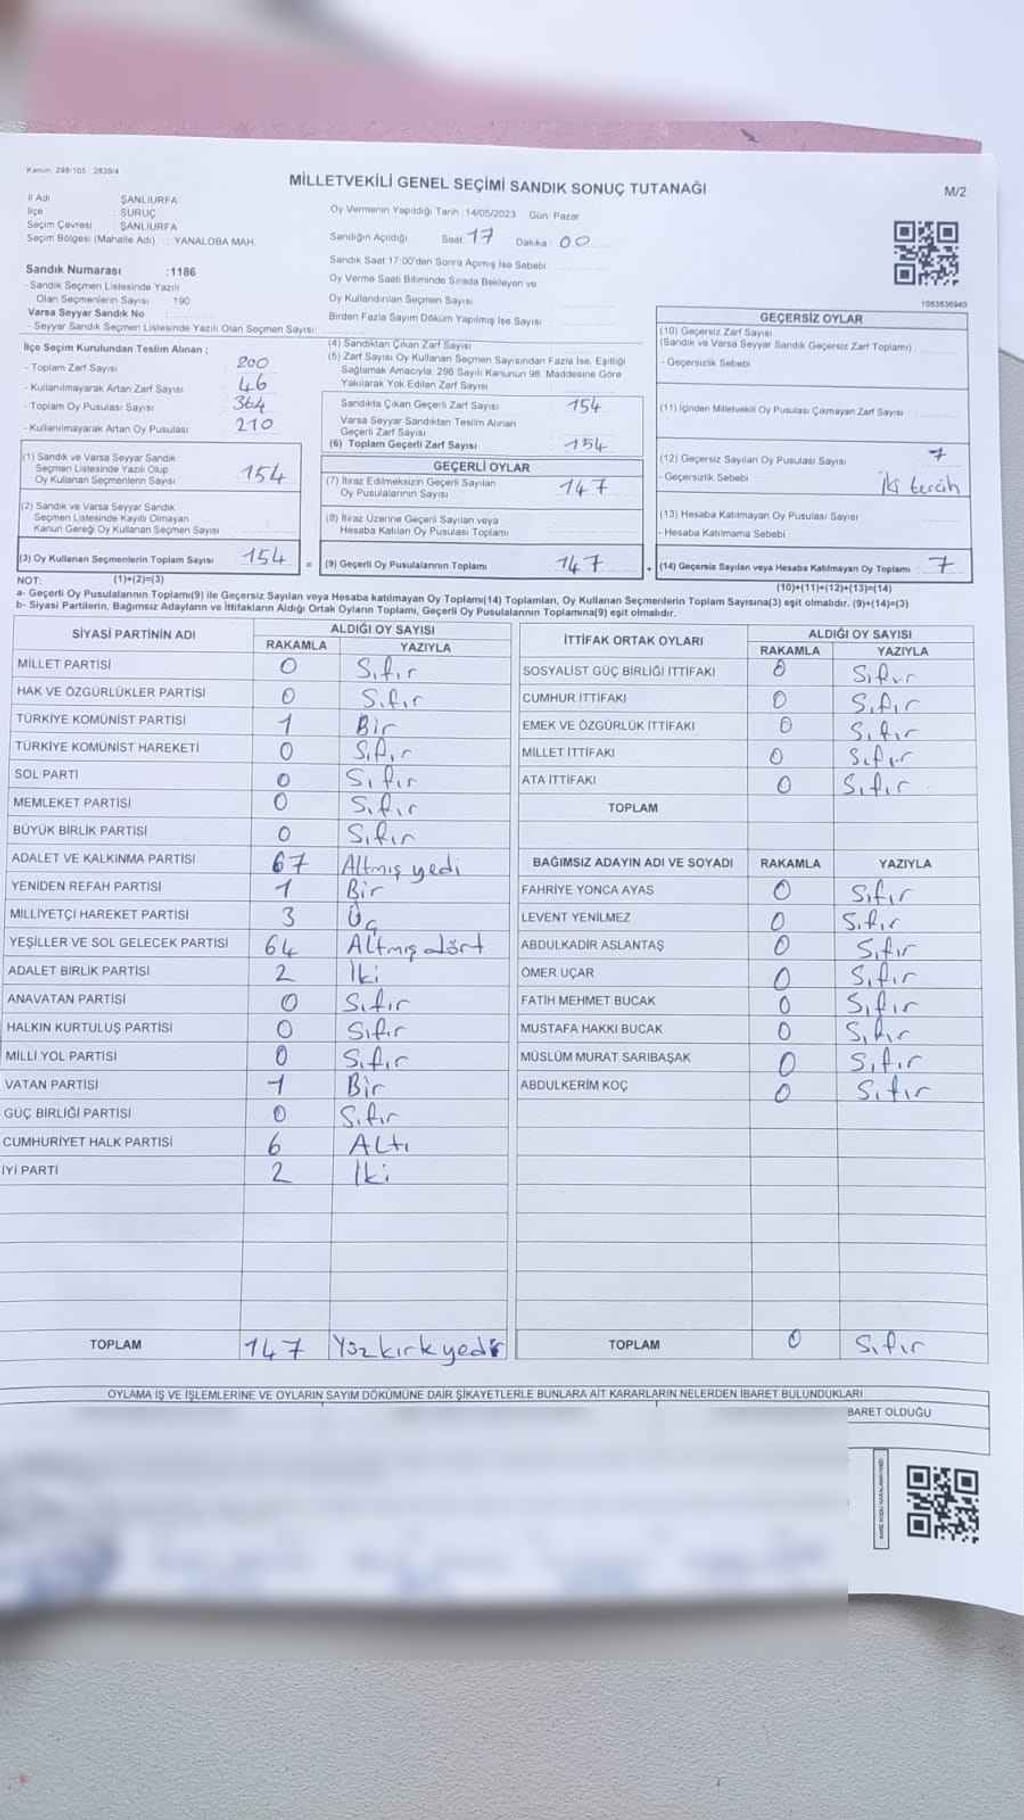 Kanun: 298/105 : 2839/4
MİLLETVEKİLİ GENEL SEÇİMİ SANDIK SONUÇ TUTANAĞI
M/2
İl Adı : ŞANLIURFA
İlçe : SURUÇ
Seçim Çevresi : ŞANLIURFA
Seçim Bölgesi (Mahalle Adı) : YANALOBA MAH.
Sandık Numarası :1186
- Sandık Seçmen Listesinde Yazılı
Olan Seçmenlerin Sayısı : 190
Varsa Seyyar Sandık No
- Seyyar Sandık Seçmen Listesinde Yazılı Olan Seçmen Sayısı:
Oy Vermenin Yapıldığı Tarih :14/05/2023 Gün: Pazar
Sandığın Açıldığı Saat: 17 Dakika: 00
Sandık Saat 17:00'den Sonra Açılmış İse Sebebi
Oy Verme Saati Bitiminde Sırada Bekleyen ve
Oy Kullandırılan Seçmen Sayısı
Birden Fazla Sayım Döküm Yapılmış İse Sayısı
1063636940
İlçe Seçim Kurulundan Teslim Alınan :
- Toplam Zarf Sayısı 200
- Kullanılmayarak Artan Zarf Sayısı 46
- Toplam Oy Pusulası Sayısı 364
- Kullanılmayarak Artan Oy Pusulası 210
(1) Sandık ve Varsa Seyyar Sandık
Seçmen Listesinde Yazılı Olup
Oy Kullanan Seçmenlerin Sayısı 154
(2) Sandık ve Varsa Seyyar Sandık
Seçmen Listesinde Kayıtlı Olmayan
Kanun Gereği Oy Kullanan Seçmen Sayısı
(3) Oy Kullanan Seçmenlerin Toplam Sayısı 154 =
(4) Sandıktan Çıkan Zarf Sayısı
(5) Zarf Sayısı Oy Kullanan Seçmen Sayısından Fazla İse, Eşitliği
Sağlamak Amacıyla, 298 Sayılı Kanunun 98. Maddesine Göre
Yakılarak Yok Edilen Zarf Sayısı
Sandıkta Çıkan Geçerli Zarf Sayısı 154
Varsa Seyyar Sandıktan Teslim Alınan
Geçerli Zarf Sayısı
(6) Toplam Geçerli Zarf Sayısı 154
GEÇERLİ OYLAR
(7) İtiraz Edilmeksizin Geçerli Sayılan
Oy Pusulalarının Sayısı 147
(8) İtiraz Üzerine Geçerli Sayılan veya
Hesaba Katılan Oy Pusulası Toplamı
(9) Geçerli Oy Pusulalarının Toplamı 147 +
GEÇERSİZ OYLAR
(10) Geçersiz Zarf Sayısı
(Sandık ve Varsa Seyyar Sandık Geçersiz Zarf Toplamı)
- Geçersizlik Sebebi
(11) İçinden Milletvekili Oy Pusulası Çıkmayan Zarf Sayısı
(12) Geçersiz Sayılan Oy Pusulası Sayısı 7
- Geçersizlik Sebebi İki tercih
(13) Hesaba Katılmayan Oy Pusulası Sayısı
- Hesaba Katılmama Sebebi
(14) Geçersiz Sayılan veya Hesaba Katılmayan Oy Toplamı 7
NOT: (1)+(2)=(3)
(10)+(11)+(12)+(13)=(14)
a- Geçerli Oy Pusulalarının Toplamı(9) ile Geçersiz Sayılan veya Hesaba katılmayan Oy Toplamı(14) Toplamları, Oy Kullanan Seçmenlerin Toplam Sayısına(3) eşit olmalıdır. (9)+(14)=(3)
b- Siyasi Partilerin, Bağımsız Adayların ve İttifakların Aldığı Ortak Oyların Toplamı, Geçerli Oy Pusulalarının Toplamına(9) eşit olmalıdır.
SİYASİ PARTİNİN ADI ALDIĞI OY SAYISI
RAKAMLA YAZIYLA
MİLLET PARTİSİ 0 Sıfır
HAK VE ÖZGÜRLÜKLER PARTİSİ 0 Sıfır
TÜRKİYE KOMÜNİST PARTİSİ 1 Bir
TÜRKİYE KOMÜNİST HAREKETİ 0 Sıfır
SOL PARTİ 0 Sıfır
MEMLEKET PARTİSİ 0 Sıfır
BÜYÜK BİRLİK PARTİSİ 0 Sıfır
ADALET VE KALKINMA PARTİSİ 67 Altmış yedi
YENİDEN REFAH PARTİSİ 1 Bir
MİLLİYETÇİ HAREKET PARTİSİ 3 Üç
YEŞİLLER VE SOL GELECEK PARTİSİ 64 Altmış dört
ADALET BİRLİK PARTİSİ 2 İki
ANAVATAN PARTİSİ 0 Sıfır
HALKIN KURTULUŞ PARTİSİ 0 Sıfır
MİLLİ YOL PARTİSİ 0 Sıfır
VATAN PARTİSİ 1 Bir
GÜÇ BİRLİĞİ PARTİSİ 0 Sıfır
CUMHURİYET HALK PARTİSİ 6 Altı
İYİ PARTİ 2 İki
TOPLAM 147 Yüzkırkyedi
İTTİFAK ORTAK OYLARI ALDIĞI OY SAYISI
RAKAMLA YAZIYLA
SOSYALİST GÜÇ BİRLİĞİ İTTİFAKI 0 Sıfır
CUMHUR İTTİFAKI 0 Sıfır
EMEK VE ÖZGÜRLÜK İTTİFAKI 0 Sıfır
MİLLET İTTİFAKI 0 Sıfır
ATA İTTİFAKI 0 Sıfır
TOPLAM
BAĞIMSIZ ADAYIN ADI VE SOYADI RAKAMLA YAZIYLA
FAHRİYE YONCA AYAS 0 Sıfır
LEVENT YENİLMEZ 0 Sıfır
ABDULKADİR ASLANTAŞ 0 Sıfır
ÖMER UÇAR 0 Sıfır
FATİH MEHMET BUCAK 0 Sıfır
MUSTAFA HAKKI BUCAK 0 Sıfır
MÜSLÜM MURAT SARIBAŞAK 0 Sıfır
ABDULKERİM KOÇ 0 Sıfır
TOPLAM 0 Sıfır
OYLAMA İŞ VE İŞLEMLERİNE VE OYLARIN SAYIM DÖKÜMÜNE DAİR ŞİKAYETLERLE BUNLARA AİT KARARLARIN NELERDEN İBARET BULUNDUKLARI
BARET OLDUĞU